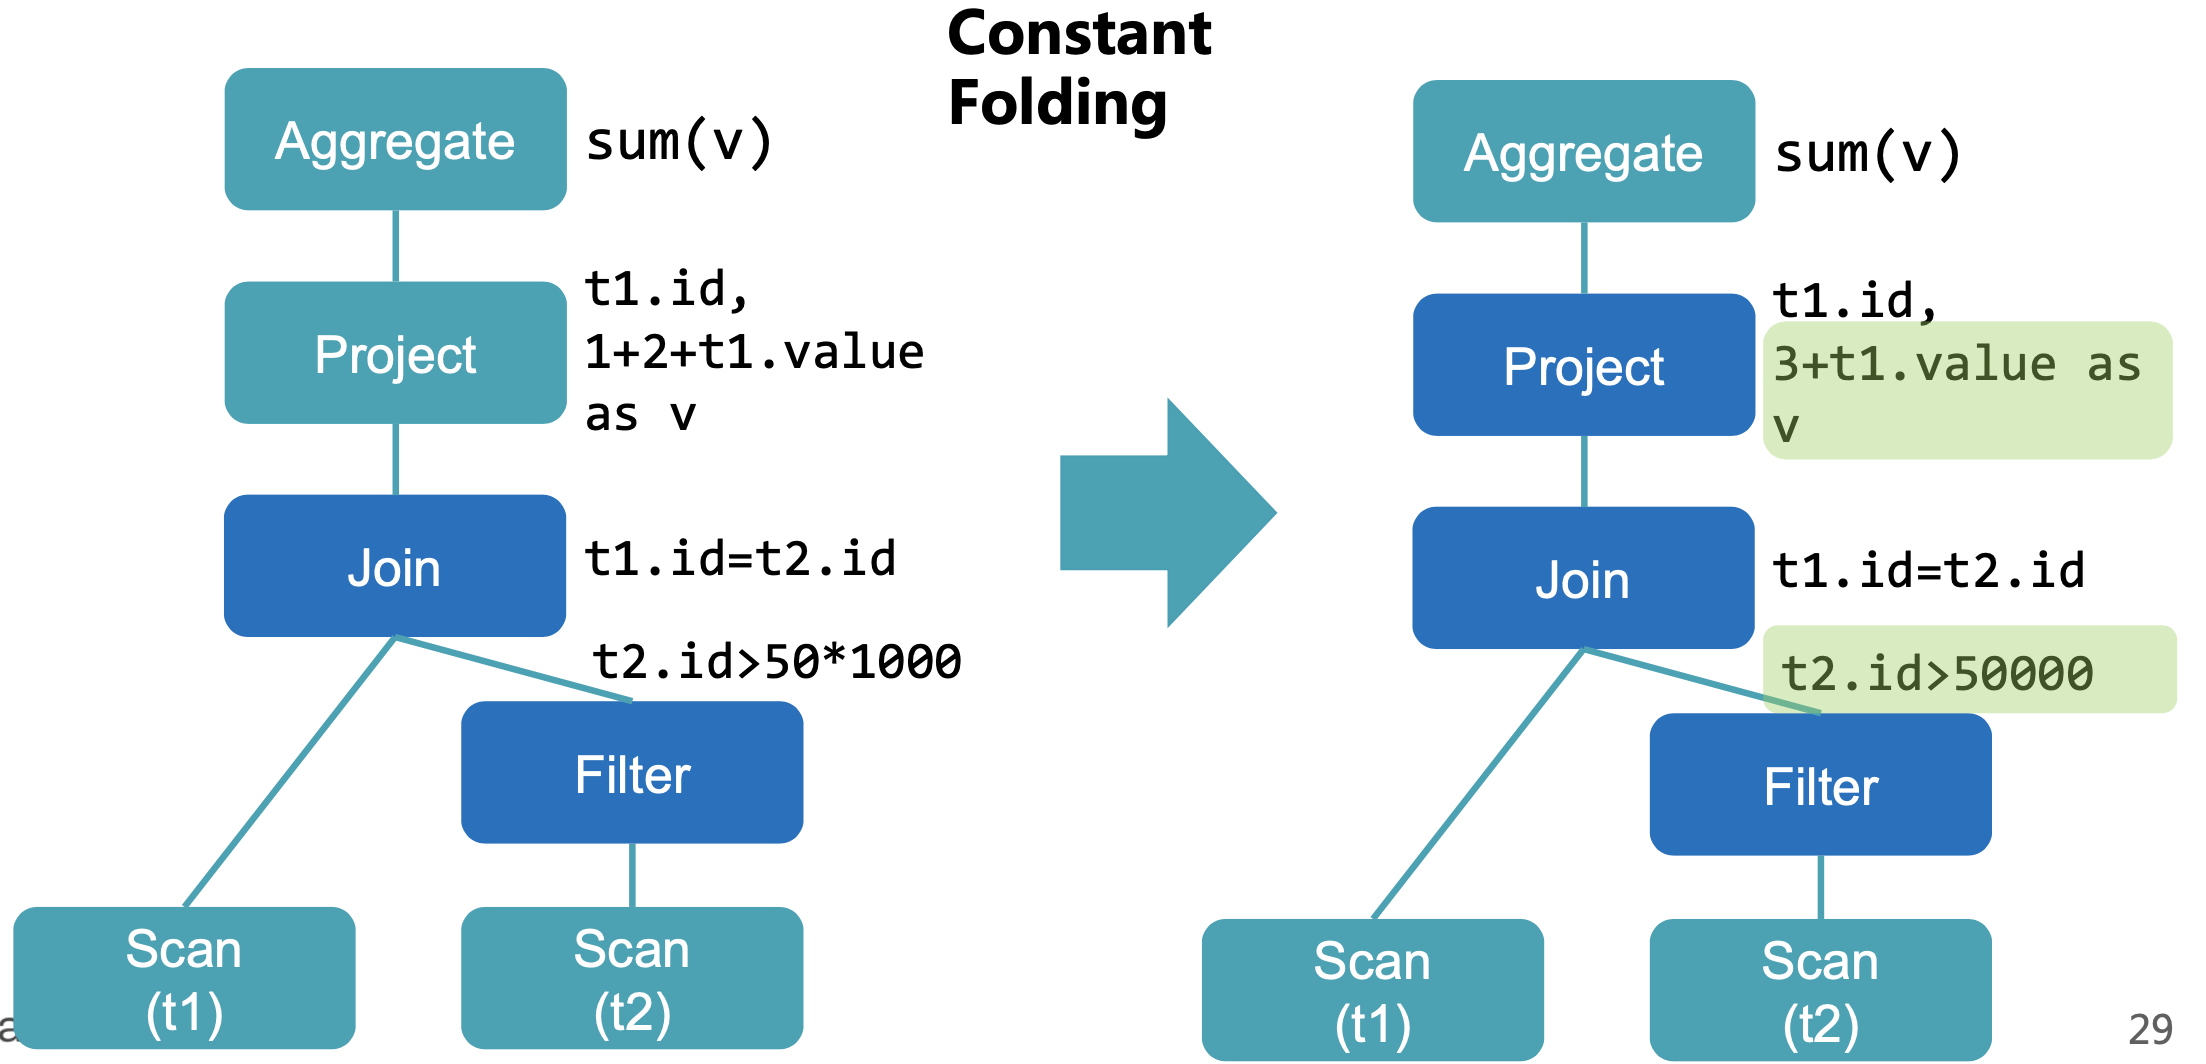 Constant
Folding
Aggregate
sum(v)
Project
t1.id,
1+2+t1.value
as v
Join
t1.id=t2.id
t2.id>50*1000
Filter
Scan
(t1)
Scan
(t2)
Aggregate
sum(v)
Project
t1.id,
3+t1.value as
v
Join
t1.id=t2.id
t2.id>50000
Filter
Scan
(t1)
Scan
(t2)
29